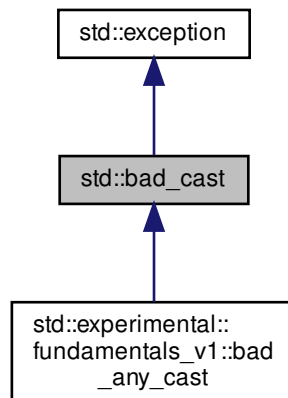 std::exception
std::bad_cast
std::experimental::
fundamentals_v1::bad
_any_cast